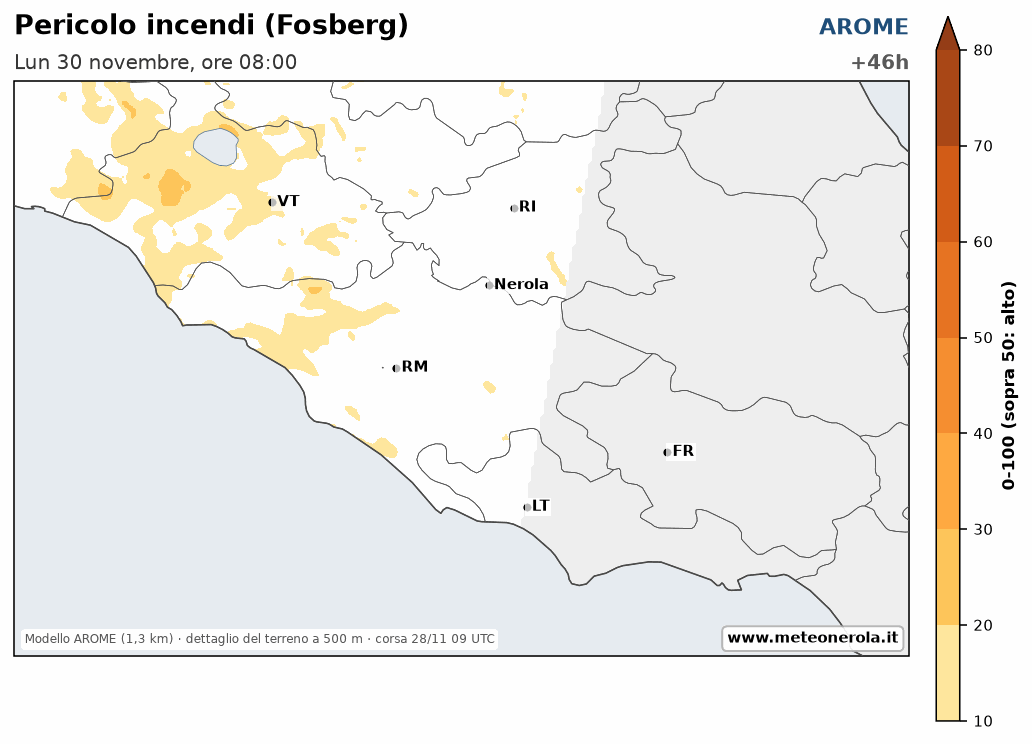 Pericolo incendi (Fosberg)
AROME
Lun 30 novembre, ore 08:00
+46h
VT
RI
Nerola
RM
FR
LT
Modello AROME (1,3 km) · dettaglio del terreno a 500 m · corsa 28/11 09 UTC
www.meteonerola.it
80
70
60
50
40
30
20
10
0-100 (sopra 50: alto)